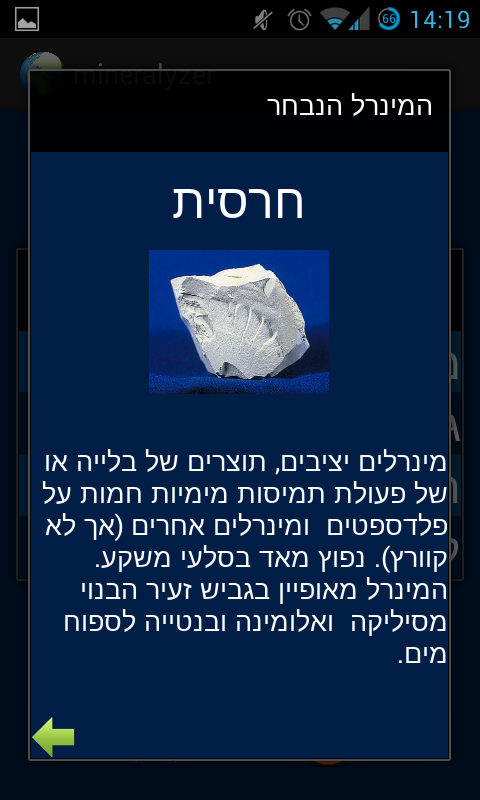 66 14:19
mineralyzer
המינרל הנבחר
חרסית
מינרלים יציבים, תוצרים של בלייה או
של פעולת תמיסות מימיות חמות על
פלדספטים  ומינרלים אחרים (אך לא
קוורץ). נפוץ מאד בסלעי משקע.
המינרל מאופיין בגביש זעיר הבנוי
מסיליקה  ואלומינה ובנטייה לספוח
מים.